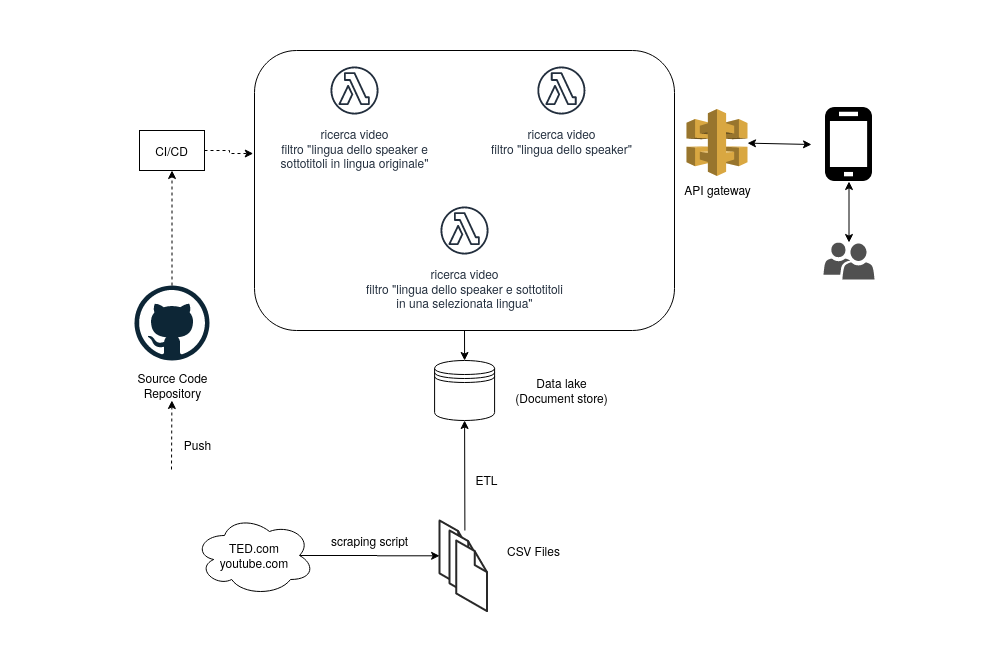 ricerca video
filtro "lingua dello speaker e
sottotitoli in lingua originale"
ricerca video
filtro "lingua dello speaker"
CI/CD
API gateway
ricerca video
filtro "lingua dello speaker e sottotitoli
in una selezionata lingua"
Source Code
Repository
Data lake
(Document store)
Push
ETL
TED.com
youtube.com
scraping script
CSV Files